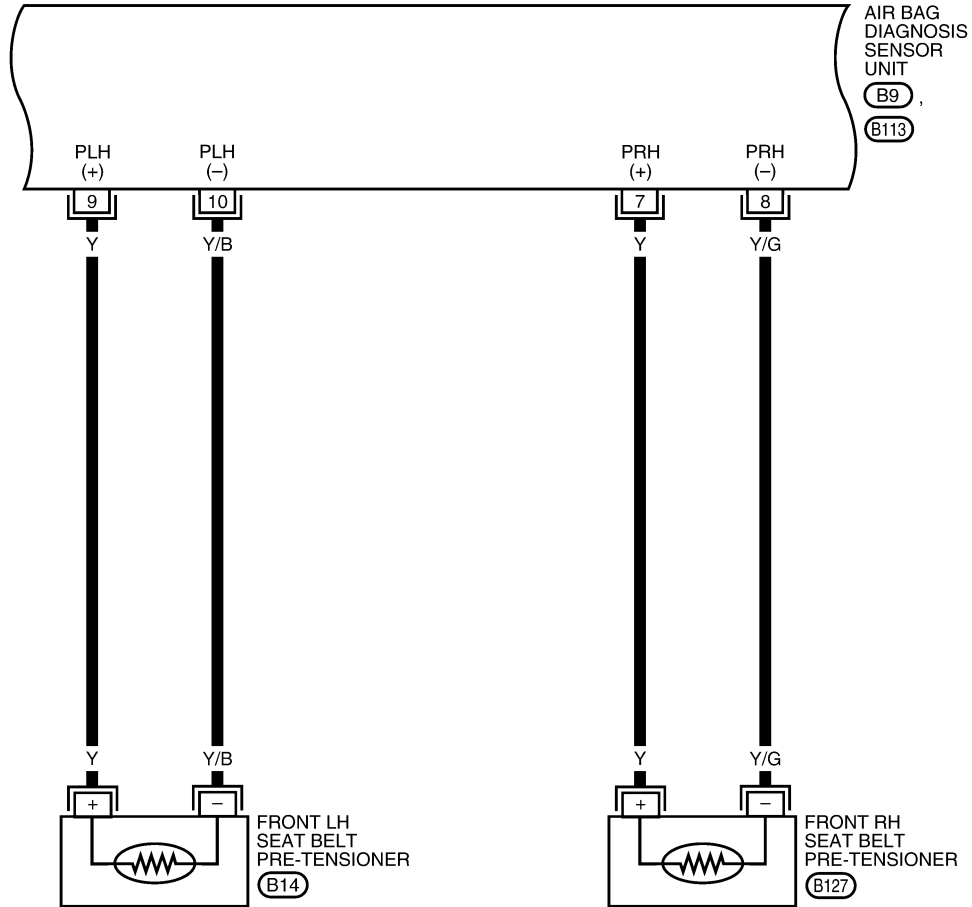 AIR BAG
DIAGNOSIS
SENSOR
UNIT
B9 ,
B113
PLH PLH PRH PRH
(+) (–) (+) (–)
9 10 7 8
Y Y/B Y Y/G
Y Y/B Y Y/G
+ – + –
FRONT LH
SEAT BELT
PRE-TENSIONER
B14
FRONT RH
SEAT BELT
PRE-TENSIONER
B127